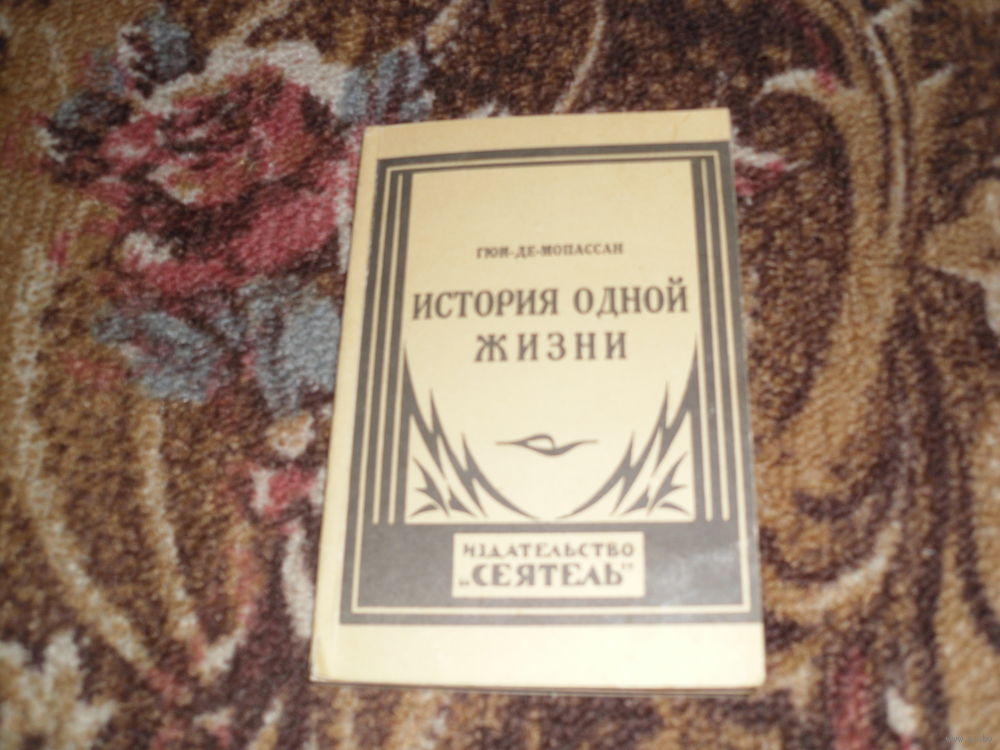 ГЮИ-ДЕ-МОПАССАН
ИСТОРИЯ ОДНОЙ
ЖИЗНИ
ИЗДАТЕЛЬСТВО
„СЕЯТЕЛЬ"